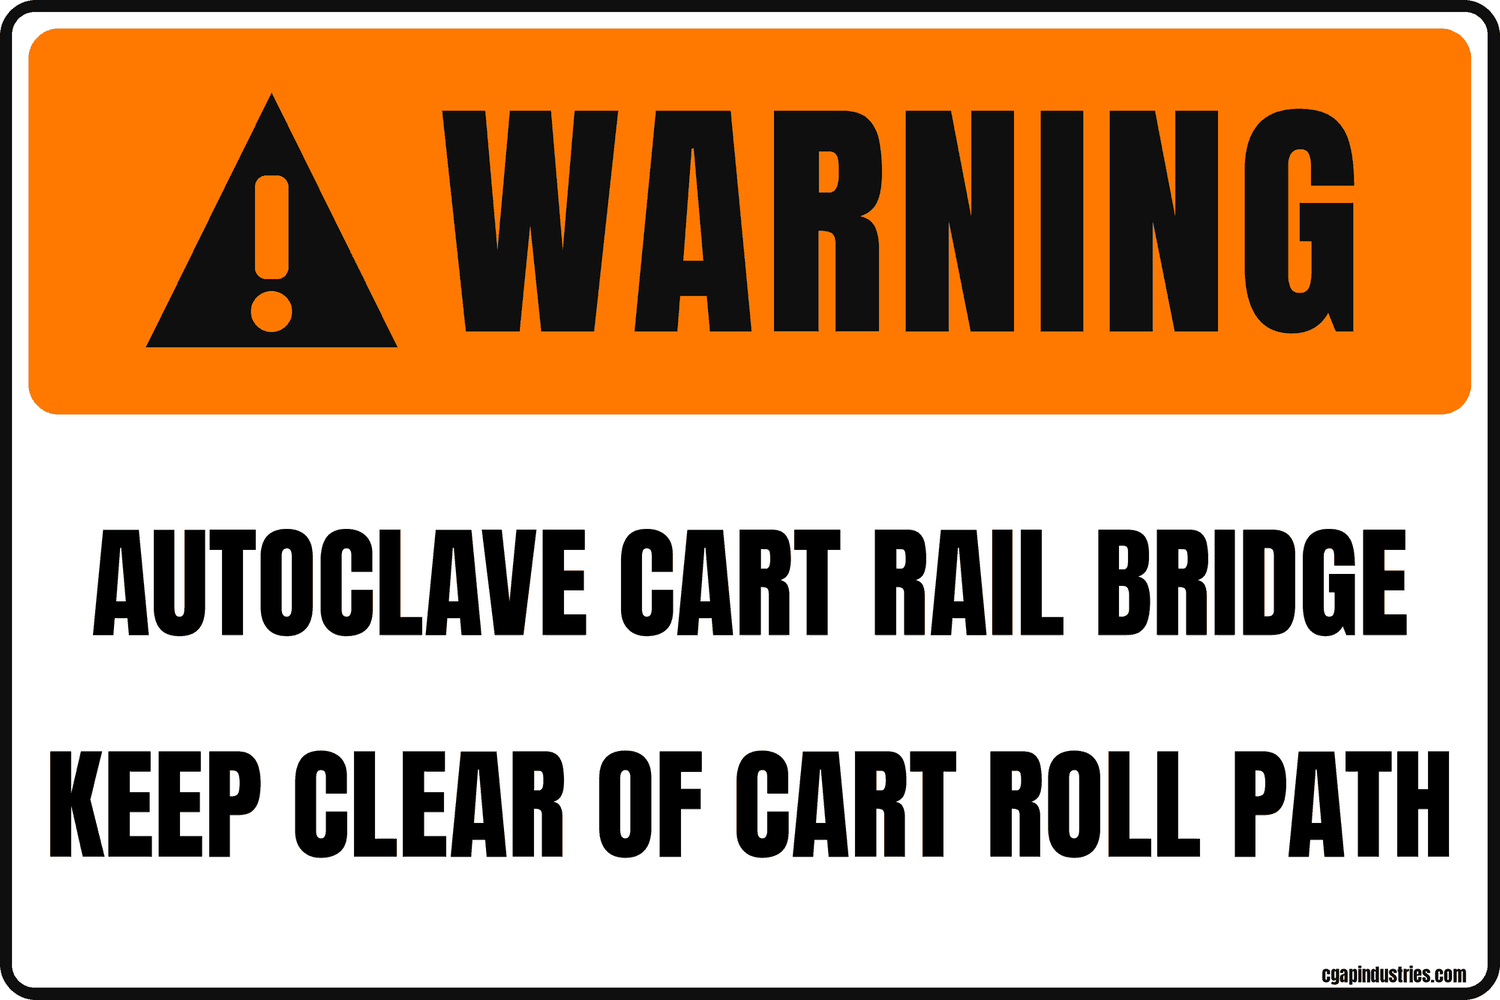 WARNING
AUTOCLAVE CART RAIL BRIDGE
KEEP CLEAR OF CART ROLL PATH
cgapindustries.com